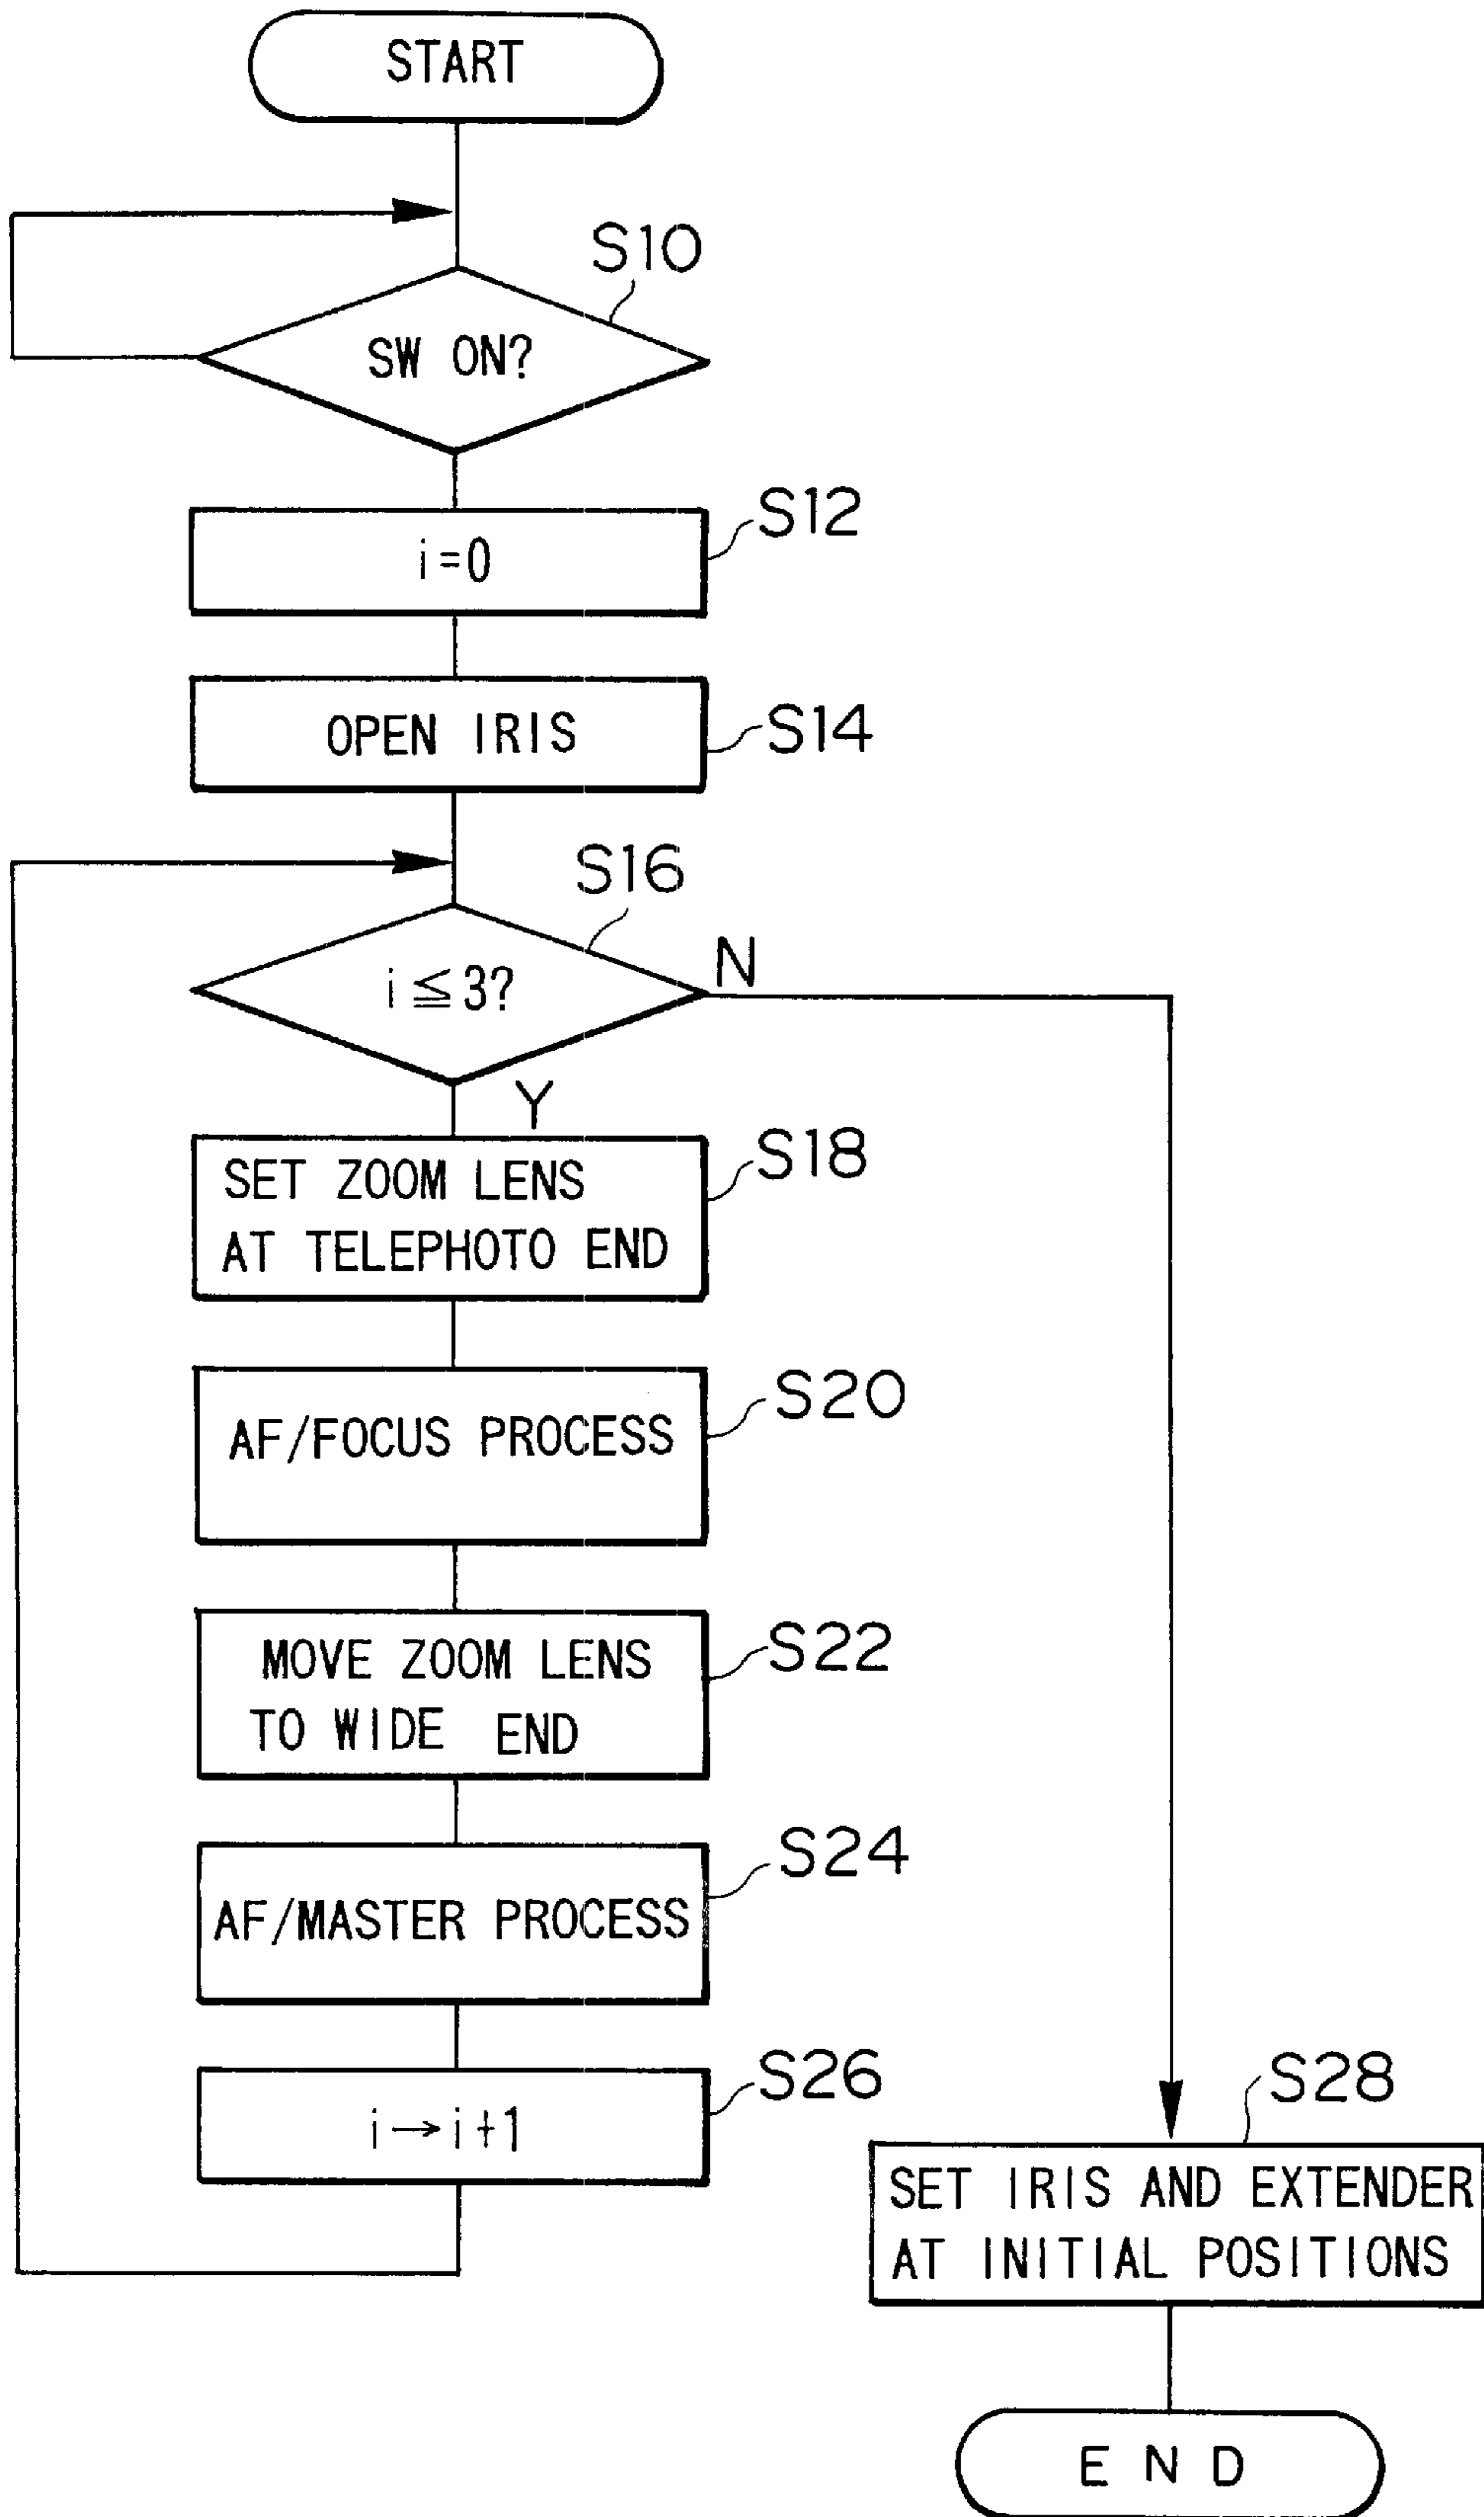 START
S10
SW ON?
S12
i=0
S14
OPEN IRIS
S16
i≦3?
N
Y
S18
SET ZOOM LENS
AT TELEPHOTO END
S20
AF/FOCUS PROCESS
S22
MOVE ZOOM LENS
TO WIDE END
S24
AF/MASTER PROCESS
S26
i→i+1
S28
SET IRIS AND EXTENDER
AT INITIAL POSITIONS
END